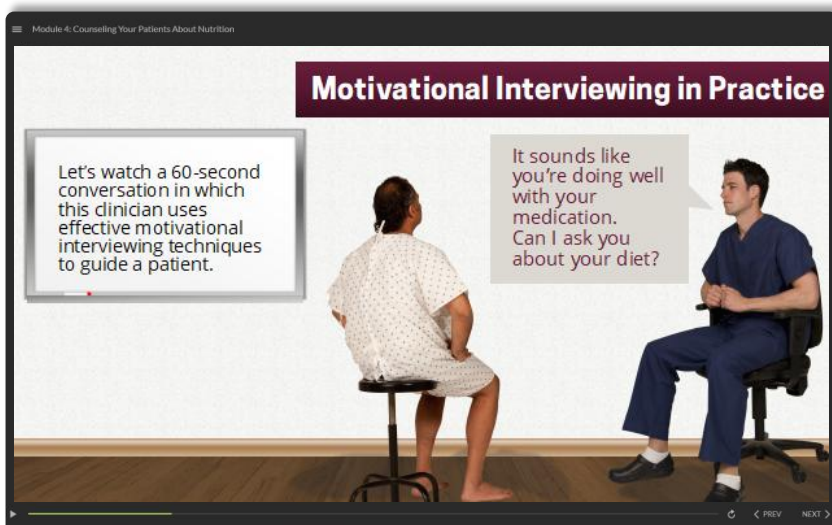 Module 4: Counseling Your Patients About Nutrition
Motivational Interviewing in Practice
Let's watch a 60-second
conversation in which
this clinician uses
effective motivational
interviewing techniques
to guide a patient.
It sounds like
you're doing well
with your
medication.
Can I ask you
about your diet?
PREV
NEXT